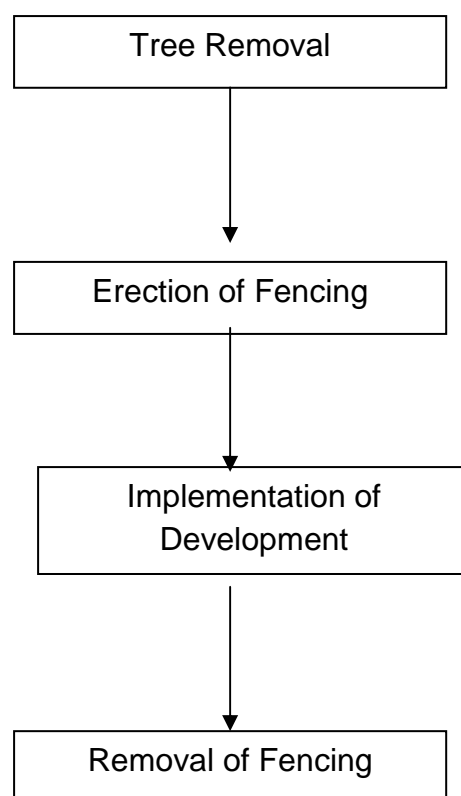 Tree Removal
Erection of Fencing
Implementation of
Development
Removal of Fencing